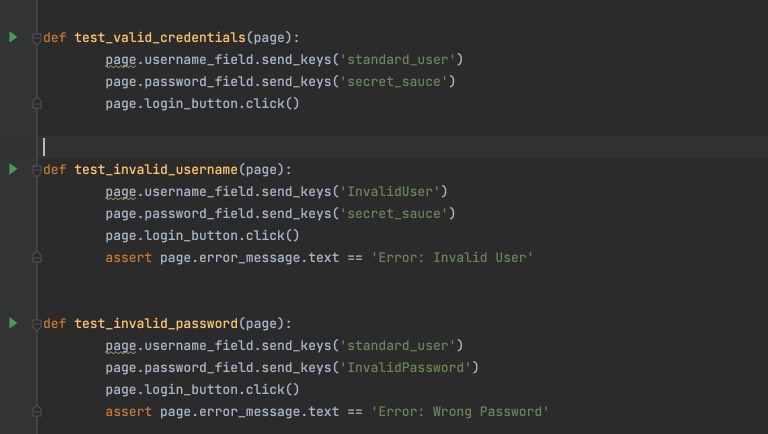 def test_valid_credentials(page):
        page.username_field.send_keys('standard_user')
        page.password_field.send_keys('secret_sauce')
        page.login_button.click()
def test_invalid_username(page):
        page.username_field.send_keys('InvalidUser')
        page.password_field.send_keys('secret_sauce')
        page.login_button.click()
        assert page.error_message.text == 'Error: Invalid User'
def test_invalid_password(page):
        page.username_field.send_keys('standard_user')
        page.password_field.send_keys('InvalidPassword')
        page.login_button.click()
        assert page.error_message.text == 'Error: Wrong Password'